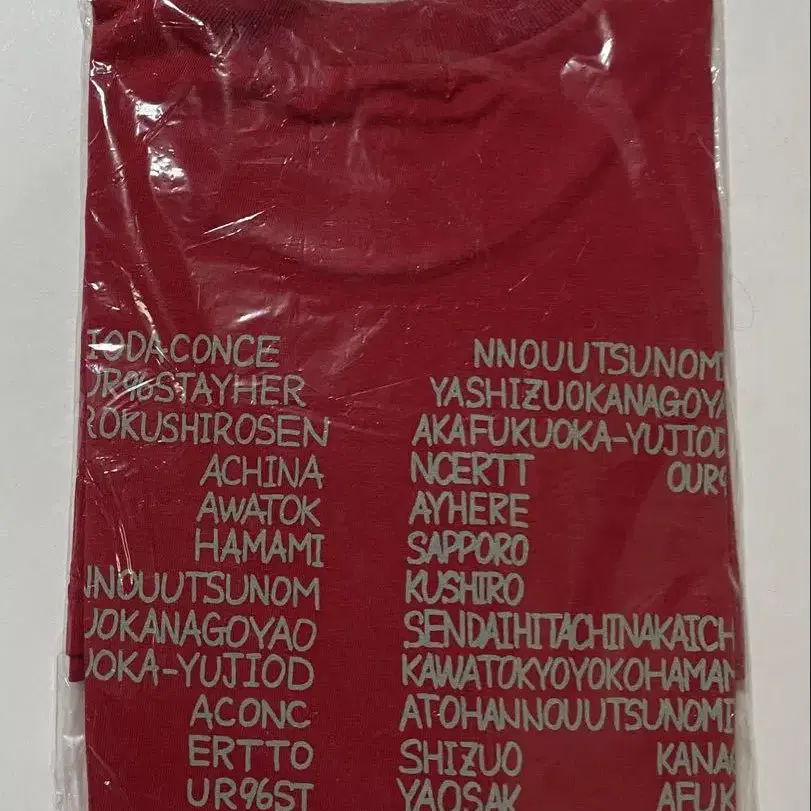 IODACONCE
UR96STAYHER
ROKUSHIROSEN
ACHINA
AWATOK
HAMAMI
NNOUUTSUNOM
UOKANAGOYAO
UOKA-YUJIOD
ACONC
ERTTO
UR96ST
NNOUUTSUNOMI
YASHIZUOKANAGOYA
AKAFUKUOKA-YUJIOD
NCERTT OUR9
AYHERE
SAPPORO
KUSHIRO
SENDAIHITACHINAKAICH
KAWATOKYOYOKOHAMAM
ATOHANNOUUTSUNOMI
SHIZUO KANA
YAOSAK AFUK